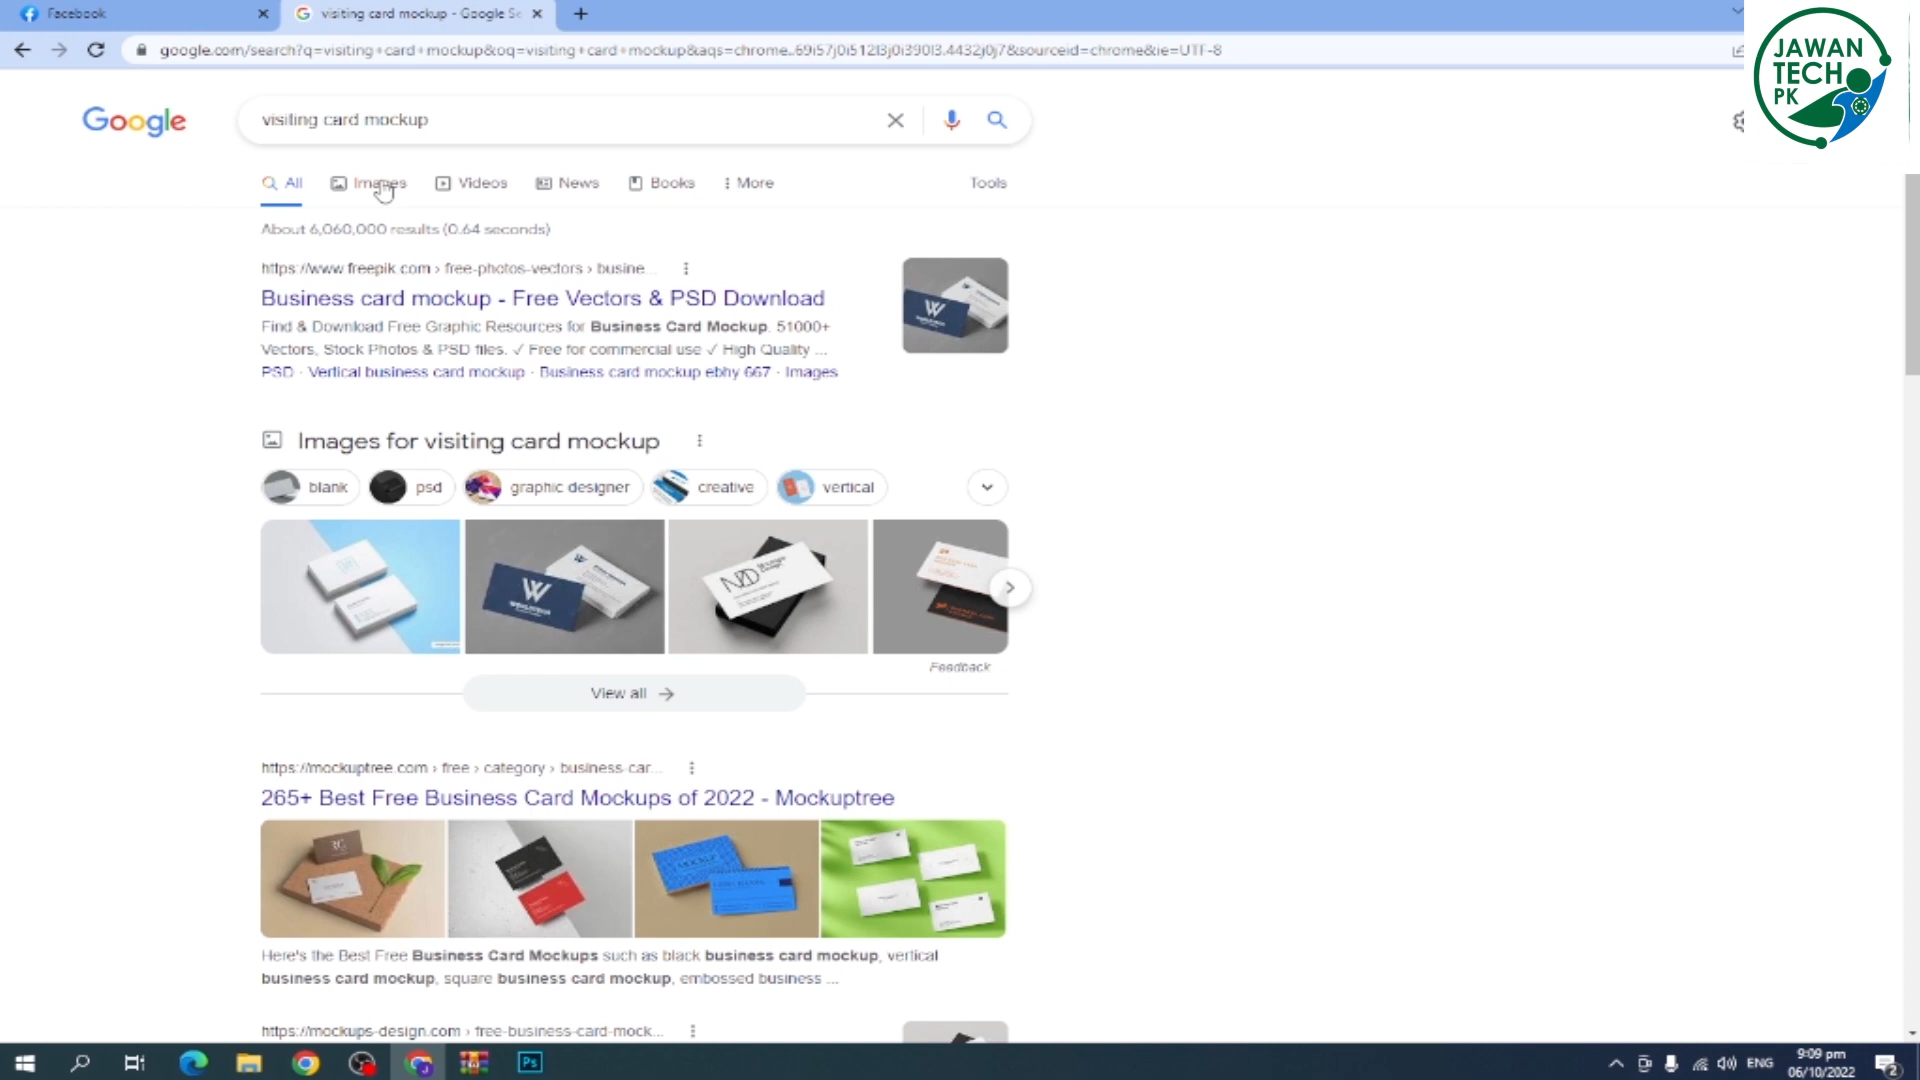 Facebook
visiting card mockup - Google Se
JAWAN
TECH
PK
google.com/search?q=visiting+card+mockup&oq=visiting+card+mockup&aqs=chrome..69i57j0i512l3j0i390l3.4432j0j7&sourceid=chrome&ie=UTF-8
Google
visiting card mockup
All
Images
Videos
News
Books
More
Tools
About 6,060,000 results (0.64 seconds)
https://www.freepik.com › free-photos-vectors › busine...
Business card mockup - Free Vectors & PSD Download
Find & Download Free Graphic Resources for Business Card Mockup. 51000+
Vectors, Stock Photos & PSD files. ✓ Free for commercial use ✓ High Quality ...
PSD · Vertical business card mockup · Business card mockup ebhy 667 · Images
Images for visiting card mockup
blank
psd
graphic designer
creative
vertical
Feedback
View all
https://mockuptree.com › free › category › business-car...
265+ Best Free Business Card Mockups of 2022 - Mockuptree
Here's the Best Free Business Card Mockups such as black business card mockup, vertical
business card mockup, square business card mockup, embossed business ...
https://mockups-design.com › free-business-card-mock...
Ps
ENG
9:09 pm
06/10/2022
2